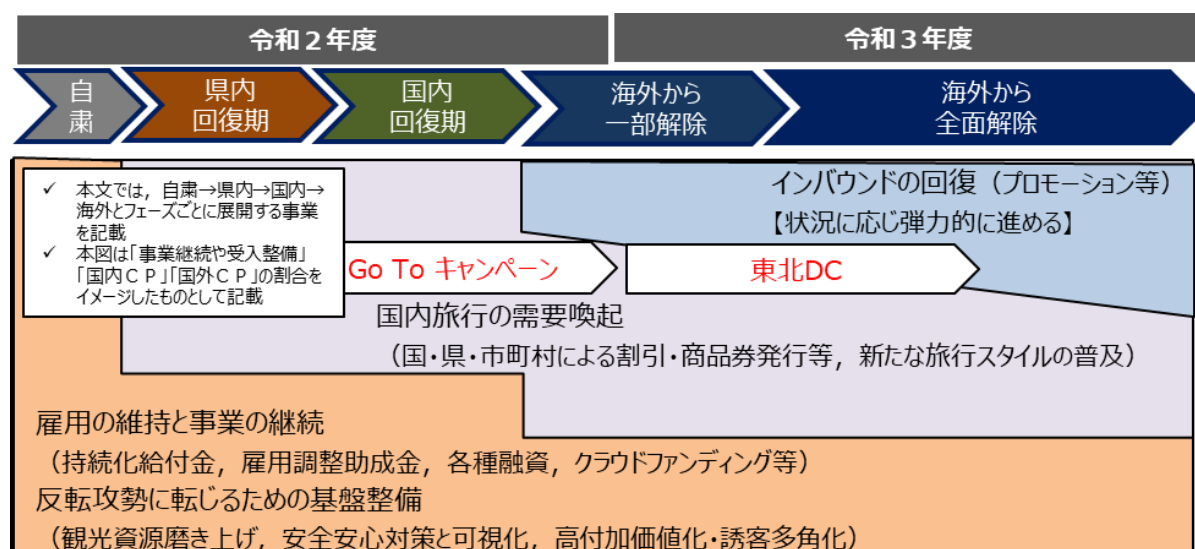 令和２年度
令和３年度
自
粛
県内
回復期
国内
回復期
海外から
一部解除
海外から
全面解除
✓ 本文では，自粛→県内→国内→
海外とフェーズごとに展開する事業
を記載
✓ 本図は「事業継続や受入整備」
「国内ＣＰ」「国外ＣＰ」の割合を
イメージしたものとして記載
インバウンドの回復（プロモーション等）
【状況に応じ弾力的に進める】
Go To キャンペーン
東北DC
国内旅行の需要喚起
（国・県・市町村による割引・商品券発行等，新たな旅行スタイルの普及）
雇用の維持と事業の継続
（持続化給付金，雇用調整助成金，各種融資，クラウドファンディング等）
反転攻勢に転じるための基盤整備
（観光資源磨き上げ，安全安心対策と可視化，高付加価値化・誘客多角化）